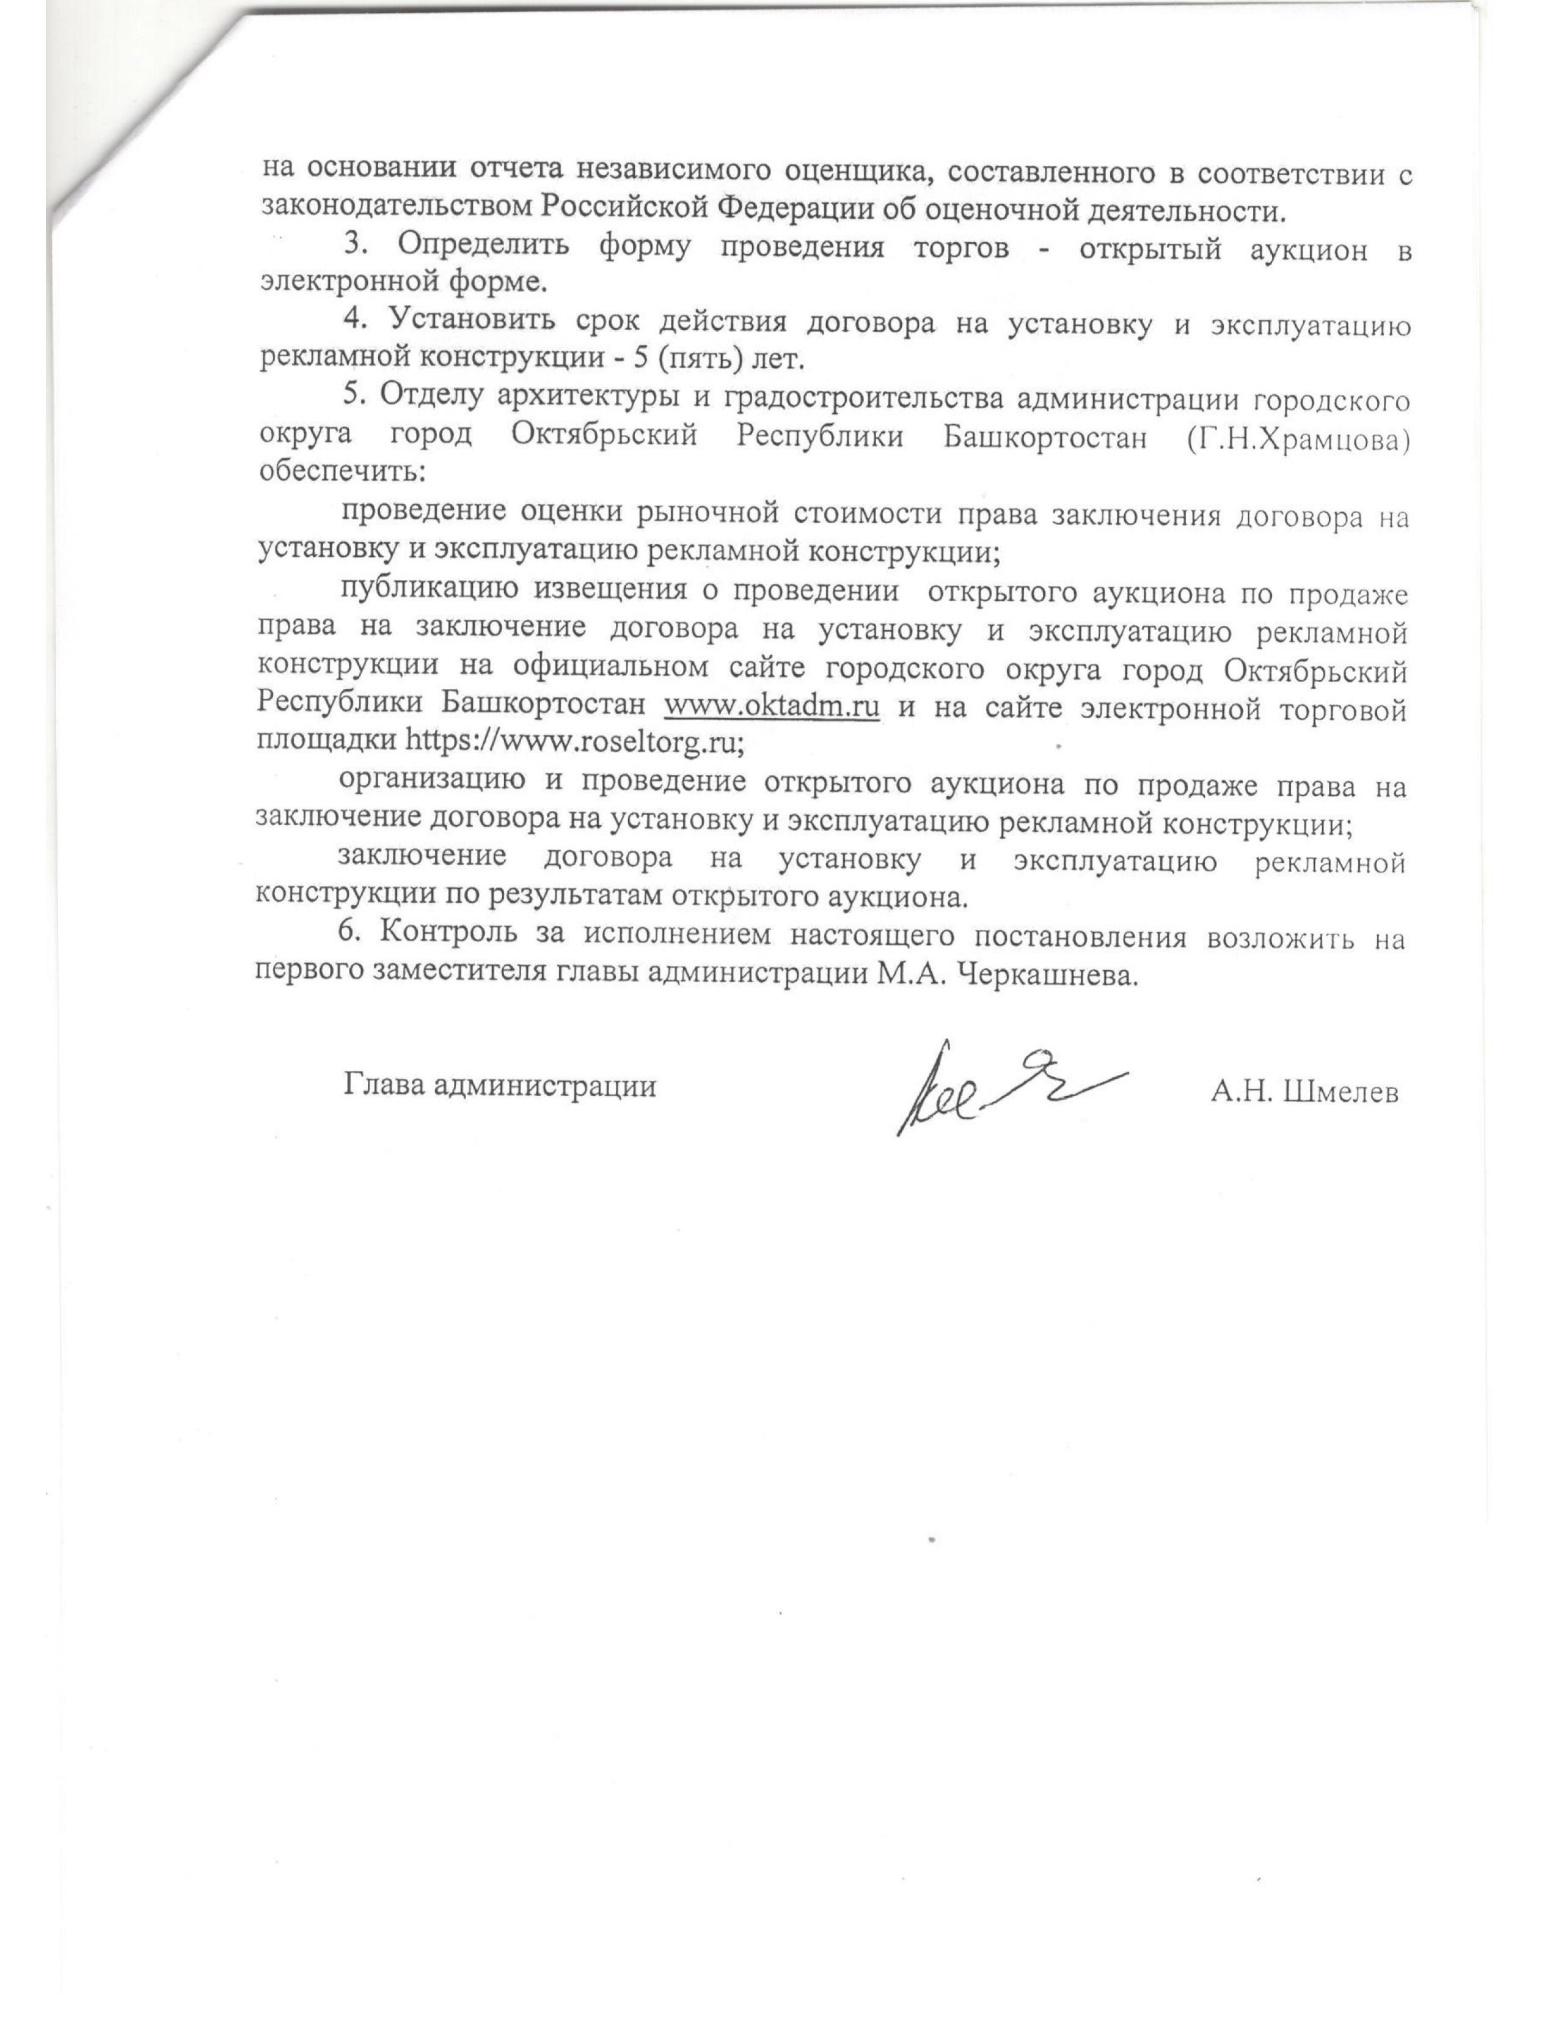 на основании отчета независимого оценщика, составленного в соответствии с
законодательством Российской Федерации об оценочной деятельности.
3. Определить форму проведения торгов - открытый аукцион в
электронной форме.
4. Установить срок действия договора на установку и эксплуатацию
рекламной конструкции - 5 (пять) лет.
5. Отделу архитектуры и градостроительства администрации городского
округа город Октябрьский Республики Башкортостан (Г.Н.Храмцова)
обеспечить:
проведение оценки рыночной стоимости права заключения договора на
установку и эксплуатацию рекламной конструкции;
публикацию извещения о проведении открытого аукциона по продаже
права на заключение договора на установку и эксплуатацию рекламной
конструкции на официальном сайте городского округа город Октябрьский
Республики Башкортостан www.oktadm.ru и на сайте электронной торговой
площадки https://www.roseltorg.ru;
организацию и проведение открытого аукциона по продаже права на
заключение договора на установку и эксплуатацию рекламной конструкции;
заключение договора на установку и эксплуатацию рекламной
конструкции по результатам открытого аукциона.
6. Контроль за исполнением настоящего постановления возложить на
первого заместителя главы администрации М.А. Черкашнева.
Глава администрации А.Н. Шмелев